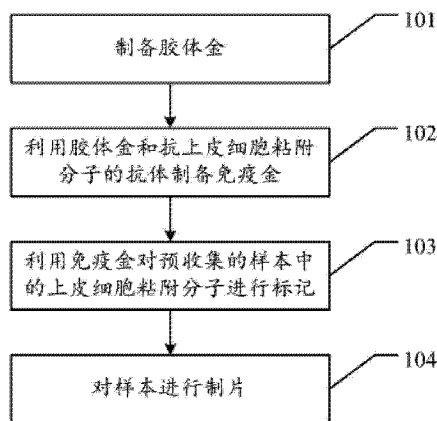 101
制备胶体金
102
利用胶体金和抗上皮细胞粘附
分子的抗体制备免疫金
103
利用免疫金对预收集的样本中
的上皮细胞粘附分子进行标记
104
对样本进行制片